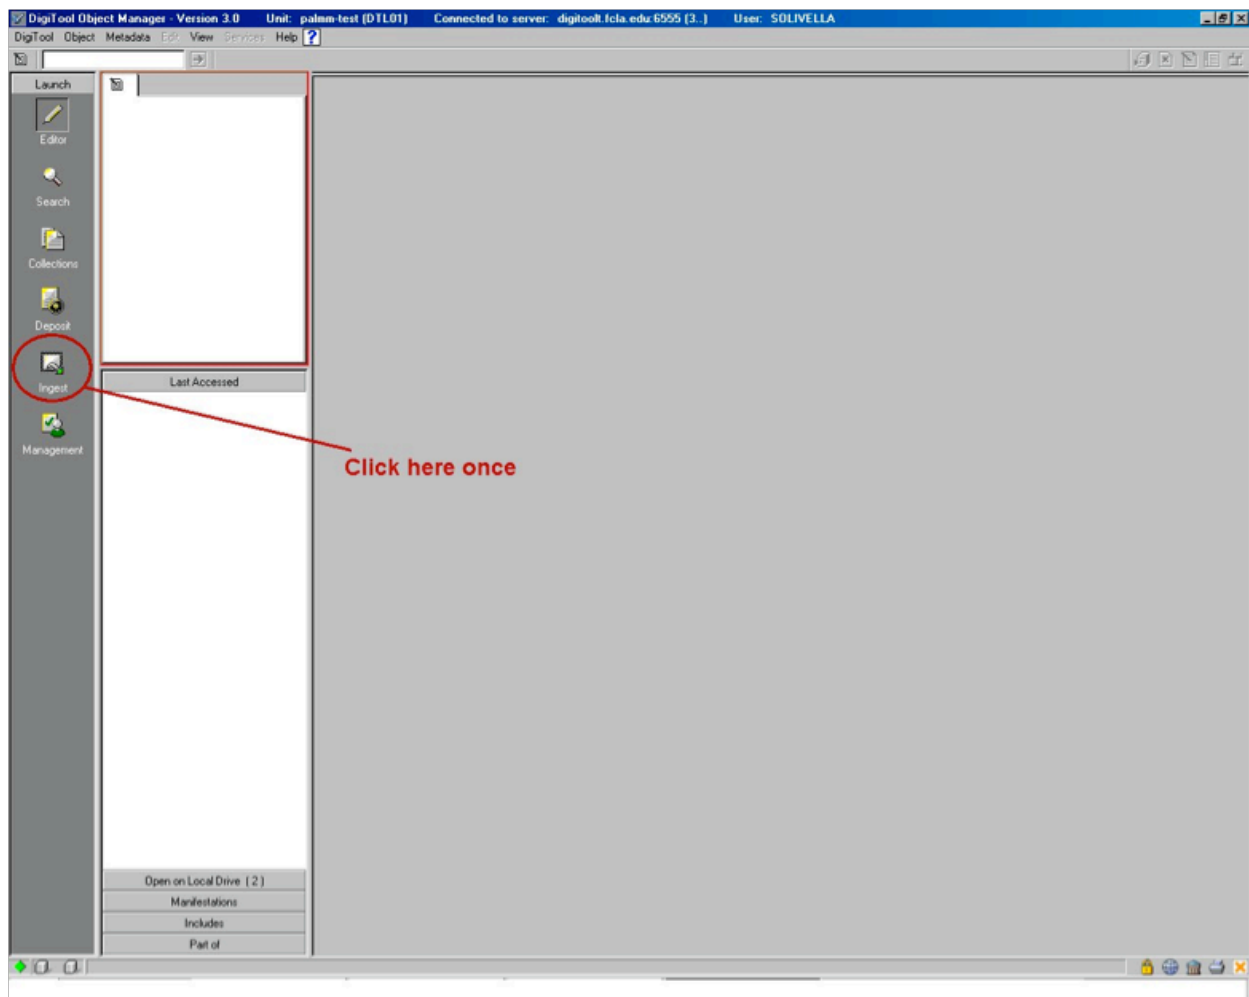 DigiTool Object Manager - Version 3.0 Unit: palmm-test (DTL01) Connected to server: digitoolt.fcla.edu:6555 (3..) User: SOLIVELLA
DigiTool Object Metadata Edit View Services Help ?
Launch
Editor
Search
Collections
Deposit
Ingest
Management
Last Accessed
Click here once
Open on Local Drive ( 2 )
Manifestations
Includes
Part of